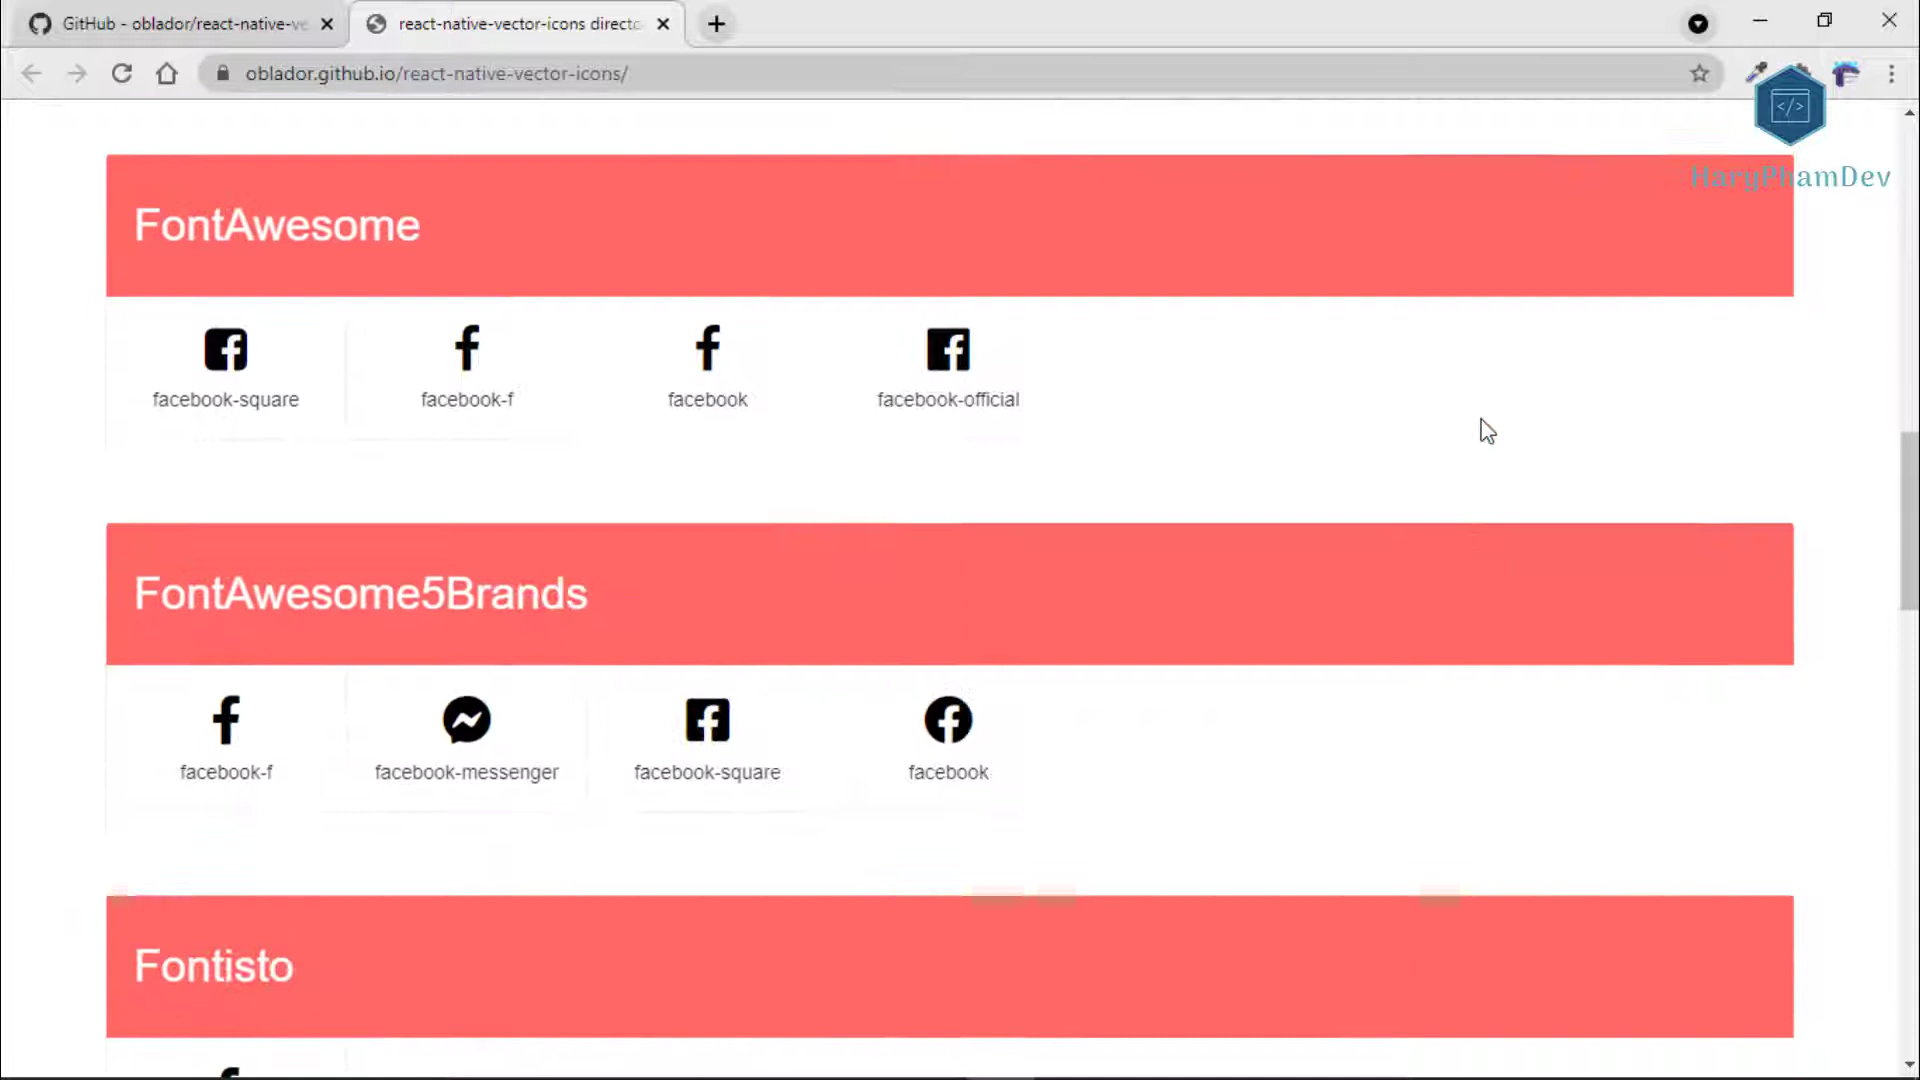 GitHub - oblador/react-native-ve
react-native-vector-icons directo
oblador.github.io/react-native-vector-icons/
</>
HaryPhamDev
FontAwesome
facebook-square
facebook-f
facebook
facebook-official
FontAwesome5Brands
facebook-f
facebook-messenger
facebook-square
facebook
Fontisto